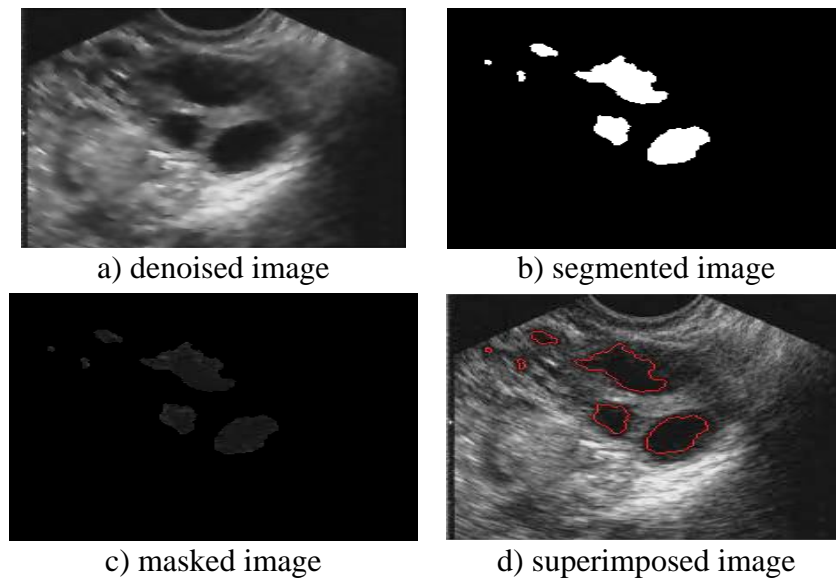 a) denoised image
b) segmented image
c) masked image
d) superimposed image